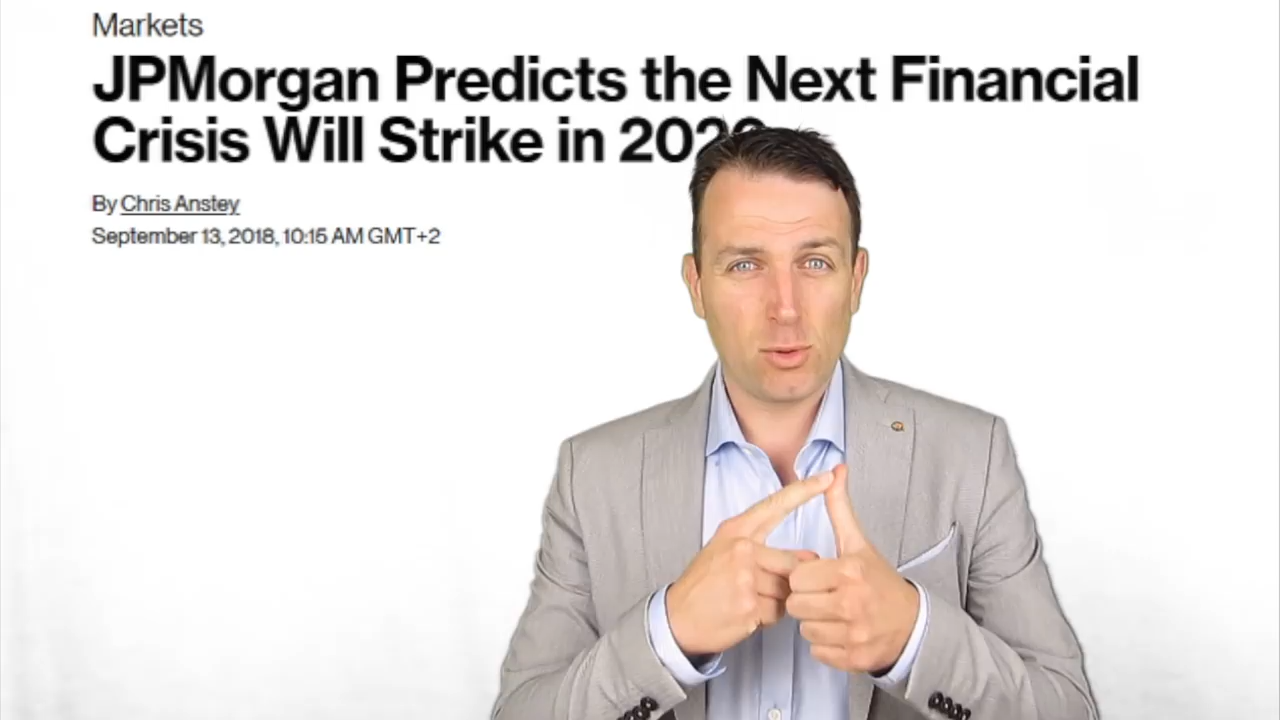 Markets
JPMorgan Predicts the Next Financial
Crisis Will Strike in 2020
By Chris Anstey
September 13, 2018, 10:15 AM GMT+2